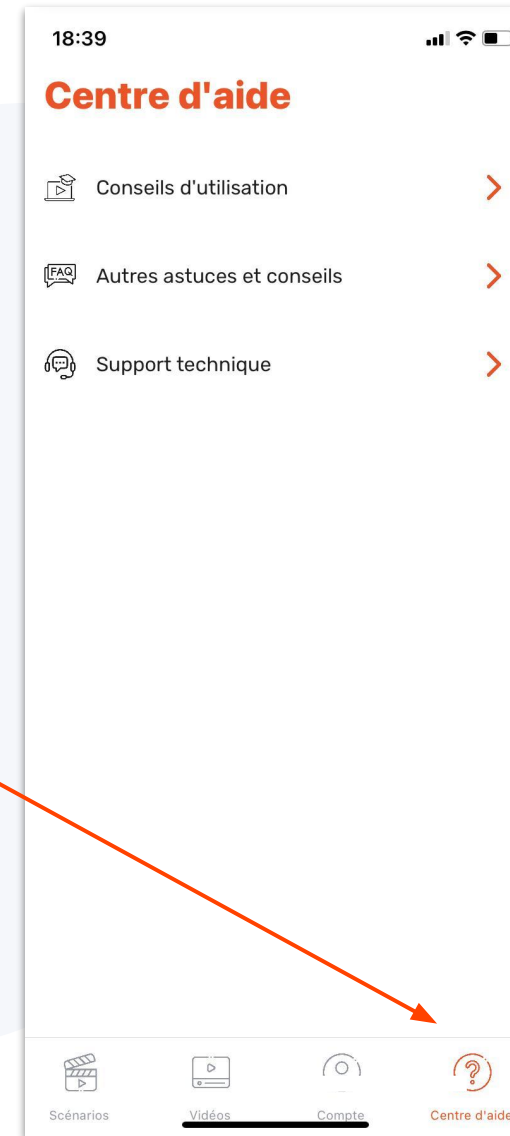 18:39
Centre d'aide
Conseils d'utilisation
FAQ
Autres astuces et conseils
Support technique
Scénarios
Vidéos
Compte
Centre d'aide